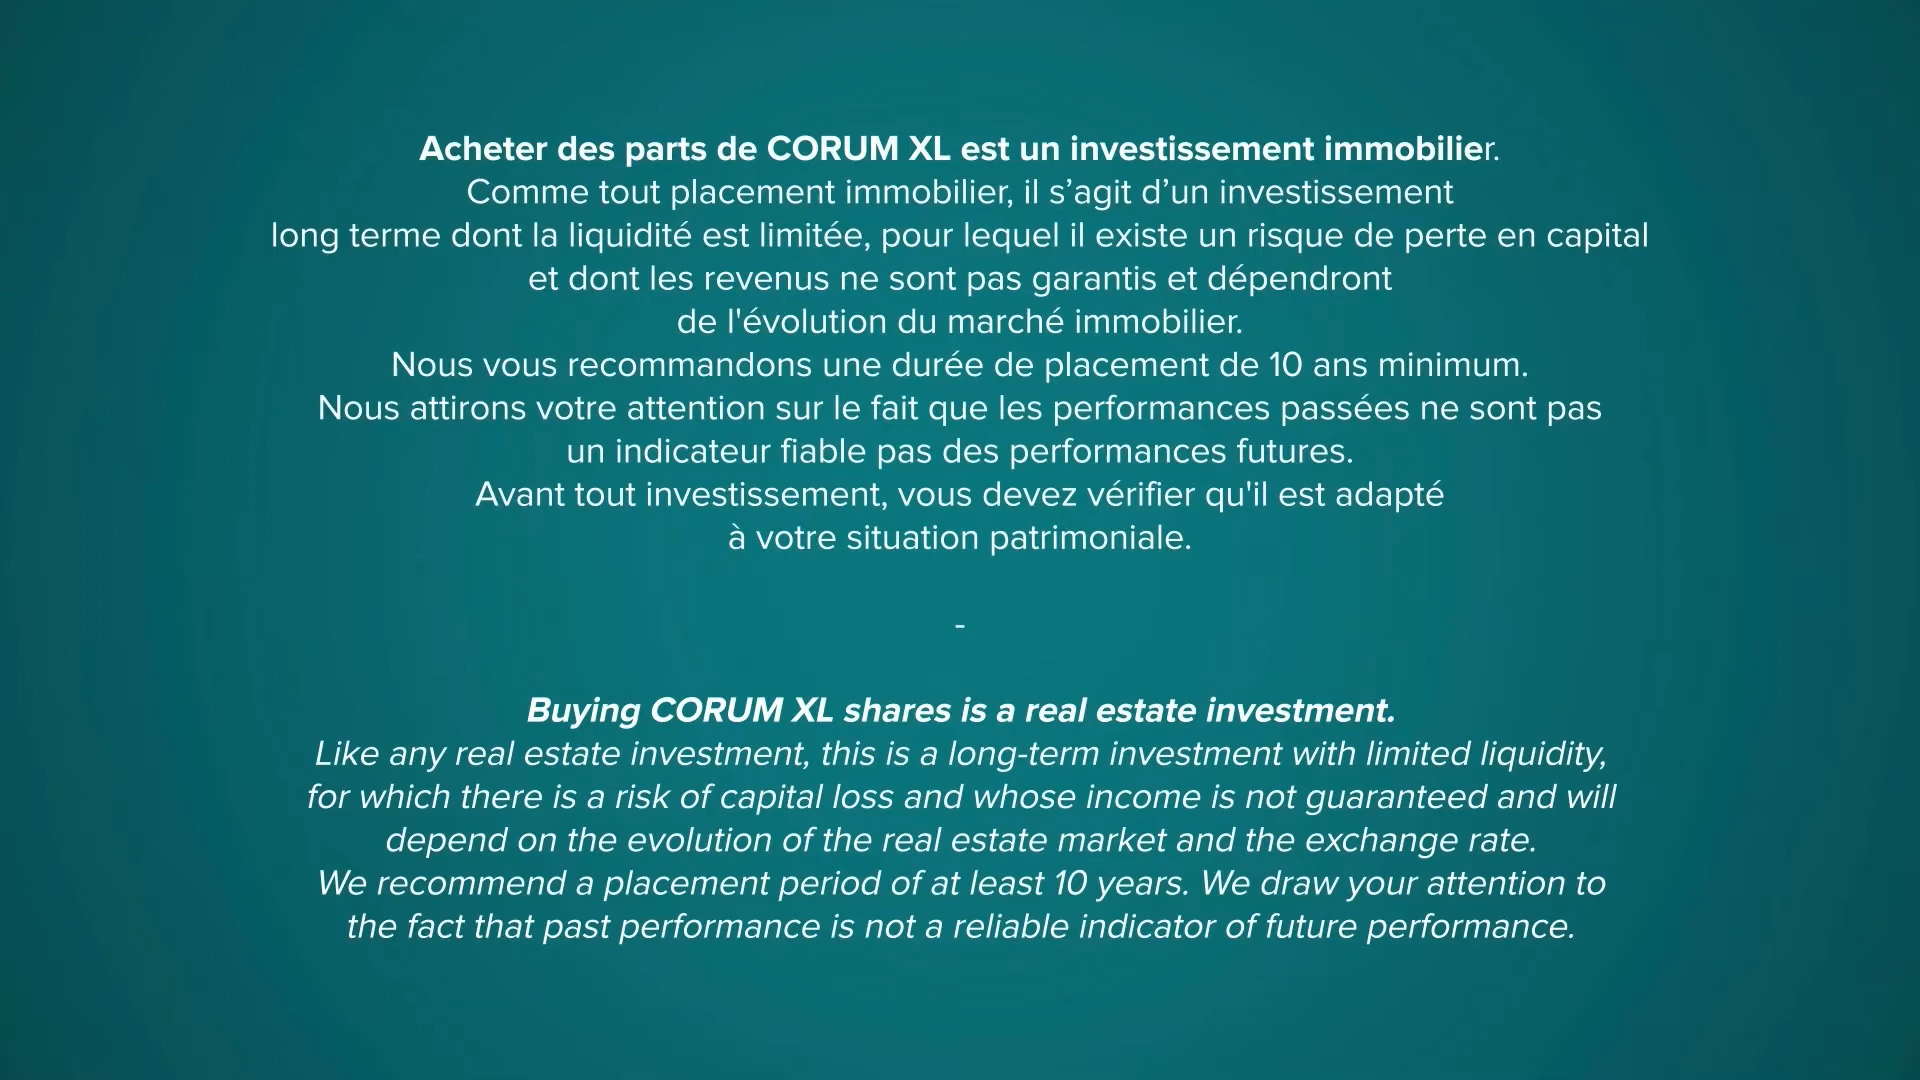 Acheter des parts de CORUM XL est un investissement immobilier.
Comme tout placement immobilier, il s’agit d’un investissement
long terme dont la liquidité est limitée, pour lequel il existe un risque de perte en capital
et dont les revenus ne sont pas garantis et dépendront
de l'évolution du marché immobilier.
Nous vous recommandons une durée de placement de 10 ans minimum.
Nous attirons votre attention sur le fait que les performances passées ne sont pas
un indicateur fiable pas des performances futures.
Avant tout investissement, vous devez vérifier qu'il est adapté
à votre situation patrimoniale.
-
Buying CORUM XL shares is a real estate investment.
Like any real estate investment, this is a long-term investment with limited liquidity,
for which there is a risk of capital loss and whose income is not guaranteed and will
depend on the evolution of the real estate market and the exchange rate.
We recommend a placement period of at least 10 years. We draw your attention to
the fact that past performance is not a reliable indicator of future performance.